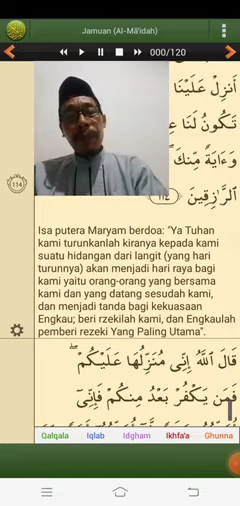 Jamuan (Al-Mā'idah)
000/120
أَنزِلْ عَلَيْنَا
تَكُونُ لَنَا
وَءَايَةً مِّنكَ
الرَّازِقِينَ
114
Isa putera Maryam berdoa: "Ya Tuhan
kami turunkanlah kiranya kepada kami
suatu hidangan dari langit (yang hari
turunnya) akan menjadi hari raya bagi
kami yaitu orang-orang yang bersama
kami dan yang datang sesudah kami,
dan menjadi tanda bagi kekuasaan
Engkau; beri rzekilah kami, dan Engkaulah
pemberi rezeki Yang Paling Utama".
قَالَ اللَّهُ إِنِّى مُنَزِّلُهَا عَلَيْكُمْ ۖ
فَمَن يَكْفُرْ بَعْدُ مِنكُمْ فَإِنِّىٓ
Qalqala Iqlab Idgham Ikhfa'a Ghunna